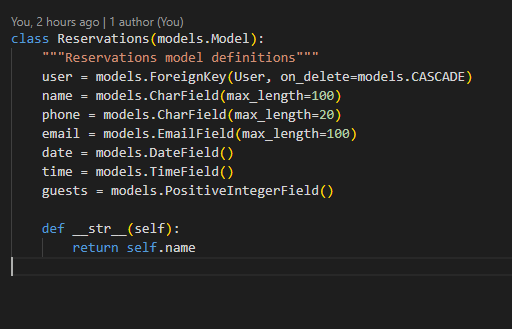 You, 2 hours ago | 1 author (You)
class Reservations(models.Model):
    """Reservations model definitions"""
    user = models.ForeignKey(User, on_delete=models.CASCADE)
    name = models.CharField(max_length=100)
    phone = models.CharField(max_length=20)
    email = models.EmailField(max_length=100)
    date = models.DateField()
    time = models.TimeField()
    guests = models.PositiveIntegerField()

    def __str__(self):
        return self.name